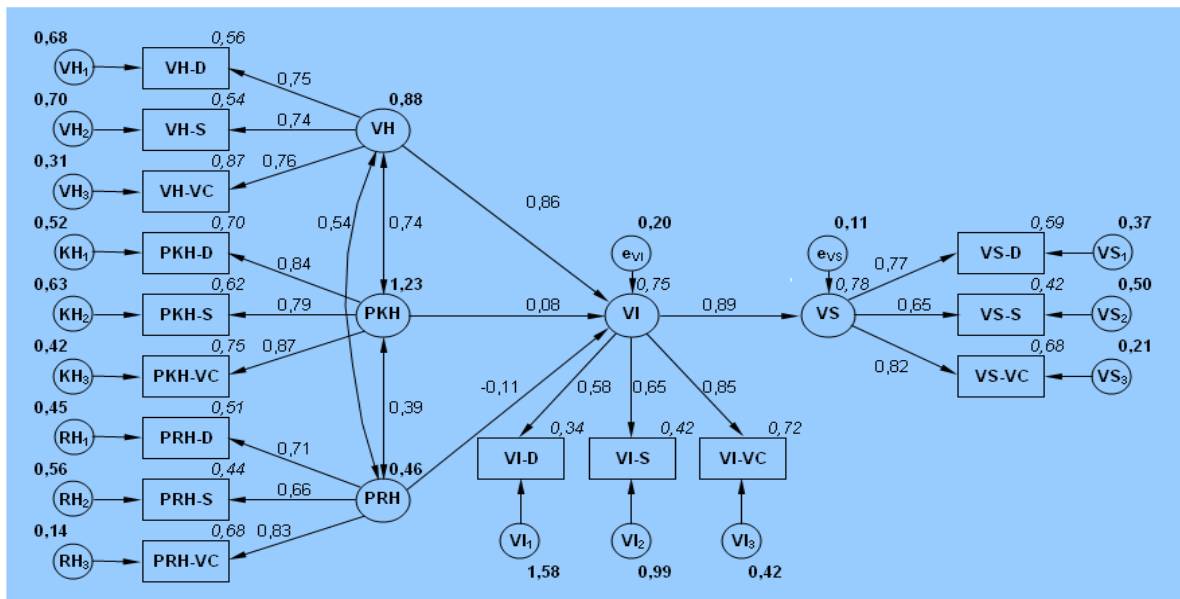 0,68
0,56
VH1
VH-D
0,75
0,70
0,54
0,88
VH2
VH-S
0,74
VH
0,31
0,87
0,76
VH3
VH-VC
0,86
0,54
0,74
0,52
0,70
KH1
PKH-D
0,84
0,20
0,11
0,59
0,37
eVI
eVS
VS-D
VS1
0,77
0,63
0,62
1,23
0,75
0,78
0,42
0,50
KH2
PKH-S
0,79
PKH
0,08
VI
0,89
VS
0,65
VS-S
VS2
0,42
0,75
0,87
0,68
0,21
KH3
PKH-VC
0,82
VS-VC
VS3
0,45
0,51
0,39
-0,11
0,58
0,65
0,85
RH1
PRH-D
0,71
0,34
0,42
0,72
0,56
0,44
0,46
VI-D
VI-S
VI-VC
RH2
PRH-S
0,66
PRH
0,14
0,68
0,83
VI1
VI2
VI3
RH3
PRH-VC
1,58
0,99
0,42